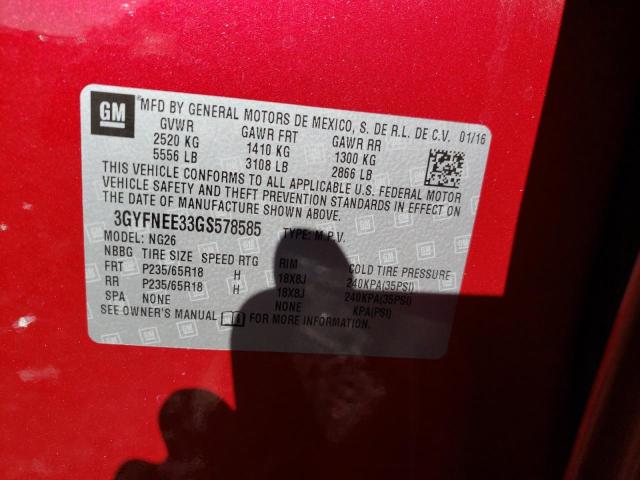 GM
MFD BY GENERAL MOTORS DE MEXICO, S. DE R.L. DE C.V. 01/16
GVWR GAWR FRT GAWR RR
2520 KG 1410 KG 1300 KG
5556 LB 3108 LB 2866 LB
THIS VEHICLE CONFORMS TO ALL APPLICABLE U.S. FEDERAL MOTOR
VEHICLE SAFETY AND THEFT PREVENTION STANDARDS IN EFFECT ON
THE DATE OF MANUFACTURE SHOWN ABOVE.
3GYFNEE33GS578585 TYPE: M.P.V.
MODEL: NG26
NBBG TIRE SIZE SPEED RTG RIM COLD TIRE PRESSURE
FRT P235/65R18 H 18X8J 240KPA(35PSI)
RR P235/65R18 H 18X8J 240KPA(35PSI)
SPA NONE NONE KPA(PSI)
SEE OWNER'S MANUAL FOR MORE INFORMATION.